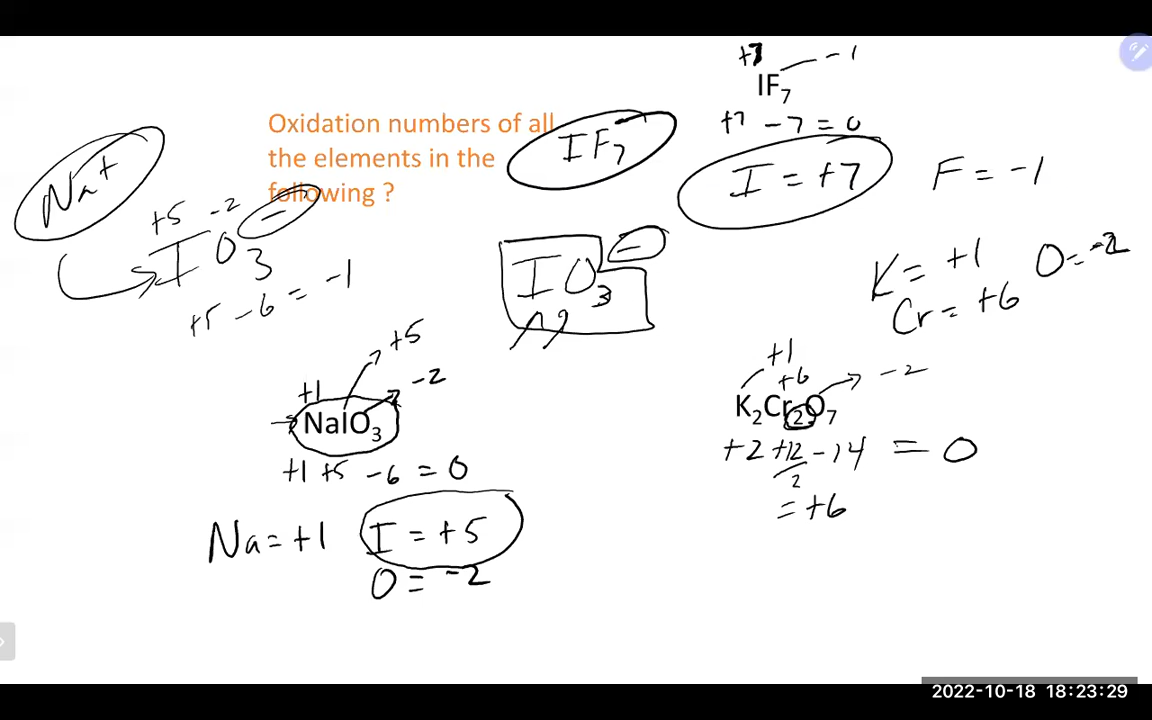 +7 -1
IF7
+7 -7 = 0
Oxidation numbers of all
the elements in the
following ?
IF7
I = +7
F = -1
Na+
+5 -2
IO3 -
+5 -6 = -1
IO3 -
K = +1
O = -2
Cr = +6
+5
+1 -2
NaIO3
+1 +5 -6 = 0
Na = +1 I = +5
O = -2
+1
+6 -2
K2Cr2O7
+2 +12 -14 = 0
2
= +6
2022-10-18 18:23:29